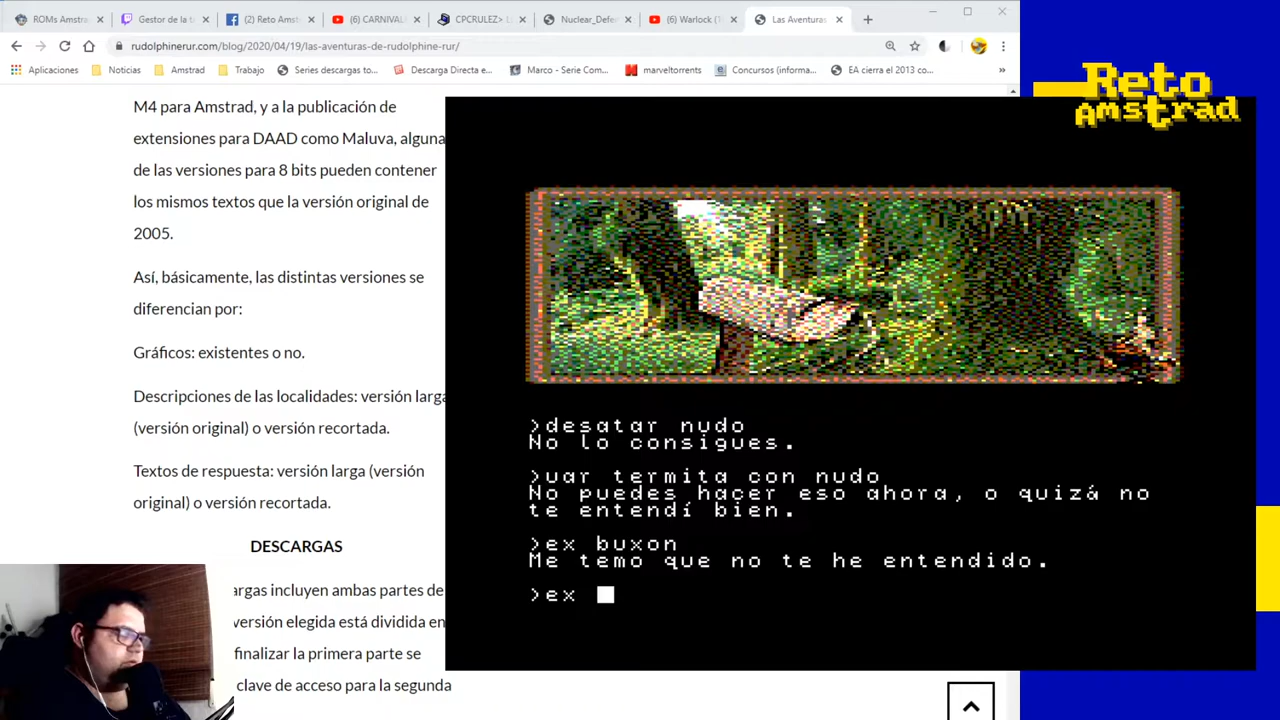 ROMs Amstra
Gestor de la t
(2) Reto Amst
(6) CARNIVAL
CPCRULEZ> L
Nuclear_Defe
(6) Warlock (1
Las Aventuras
rudolphinerur.com/blog/2020/04/19/las-aventuras-de-rudolphine-rur/
Aplicaciones
Noticias
Amstrad
Trabajo
Series descargas to...
Descarga Directa e...
Marco - Serie Com...
marveltorrents
Concursos (informa...
EA cierra el 2013 co...
»
M4 para Amstrad, y a la publicación de
extensiones para DAAD como Maluva, alguna
de las versiones para 8 bits pueden contener
los mismos textos que la versión original de
2005.
Así, básicamente, las distintas versiones se
diferencian por:
Gráficos: existentes o no.
Descripciones de las localidades: versión larga
(versión original) o versión recortada.
Textos de respuesta: versión larga (versión
original) o versión recortada.
DESCARGAS
argas incluyen ambas partes de
versión elegida está dividida en
finalizar la primera parte se
clave de acceso para la segunda
Reto
Amstrad
>desatar nudo
No lo consigues.
>uar termita con nudo
No puedes hacer eso ahora, o quizá no
te entendí bien.
>ex buxon
Me temo que no te he entendido.
>ex